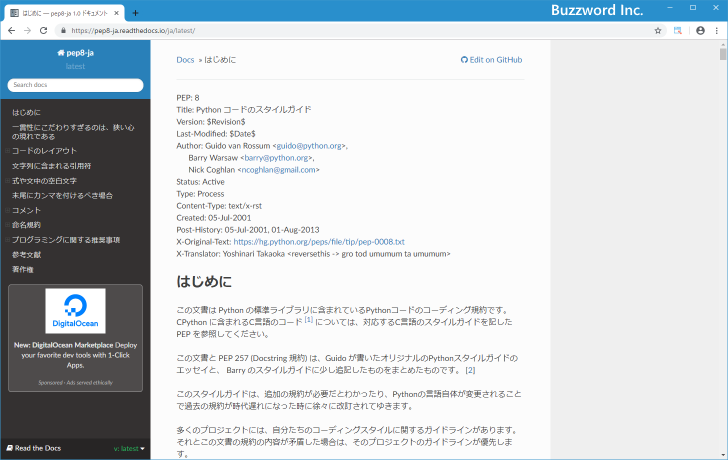 はじめに — pep8-ja 1.0 ドキュメント
Buzzword Inc.
https://pep8-ja.readthedocs.io/ja/latest/
pep8-ja
latest
Search docs
はじめに
一貫性にこだわりすぎるのは、狭い心
の現れである
コードのレイアウト
文字列に含まれる引用符
式や文中の空白文字
末尾にカンマを付けるべき場合
コメント
命名規約
プログラミングに関する推奨事項
参考文献
著作権
DigitalOcean
New: DigitalOcean Marketplace Deploy
your favorite dev tools with 1-Click
Apps.
Sponsored · Ads served ethically
Read the Docs
v: latest
Docs » はじめに
Edit on GitHub
PEP: 8
Title: Python コードのスタイルガイド
Version: $Revision$
Last-Modified: $Date$
Author: Guido van Rossum <guido@python.org>,
Barry Warsaw <barry@python.org>,
Nick Coghlan <ncoghlan@gmail.com>
Status: Active
Type: Process
Content-Type: text/x-rst
Created: 05-Jul-2001
Post-History: 05-Jul-2001, 01-Aug-2013
X-Original-Text: https://hg.python.org/peps/file/tip/pep-0008.txt
X-Translator: Yoshinari Takaoka <reversethis -> gro tod umumum ta umumum>
はじめに
この文書は Python の標準ライブラリに含まれているPythonコードのコーディング規約です。
CPython に含まれるC言語のコード [1] については、対応するC言語のスタイルガイドを記した
PEP を参照してください。
この文書と PEP 257 (Docstring 規約) は、Guido が書いたオリジナルのPythonスタイルガイドの
エッセイと、 Barry のスタイルガイドに少し追記したものをまとめたものです。 [2]
このスタイルガイドは、追加の規約が必要だとわかったり、Pythonの言語自体が変更されること
で過去の規約が時代遅れになった時に徐々に改訂されてゆきます。
多くのプロジェクトには、自分たちのコーディングスタイルに関するガイドラインがあります。
それとこの文書の規約の内容が矛盾した場合は、そのプロジェクトのガイドラインが優先しま
す。